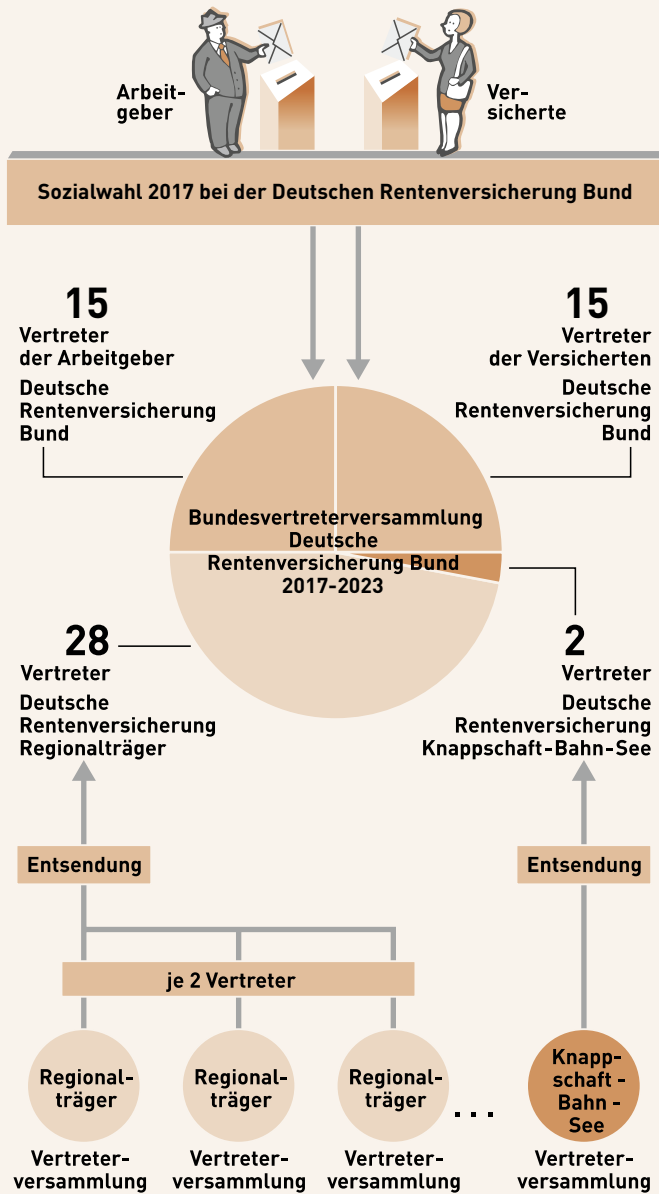 Arbeit-
geber
Ver-
sicherte
Sozialwahl 2017 bei der Deutschen Rentenversicherung Bund
15
Vertreter
der Arbeitgeber
Deutsche
Rentenversicherung
Bund
15
Vertreter
der Versicherten
Deutsche
Rentenversicherung
Bund
Bundesvertreterversammlung
Deutsche
Rentenversicherung Bund
2017-2023
28
Vertreter
Deutsche
Rentenversicherung
Regionalträger
2
Vertreter
Deutsche
Rentenversicherung
Knappschaft-Bahn-See
Entsendung
Entsendung
je 2 Vertreter
Regional-
träger
Vertreter-
versammlung
Regional-
träger
Vertreter-
versammlung
Regional-
träger
Vertreter-
versammlung
...
Knapp-
schaft -
Bahn -
See
Vertreter-
versammlung